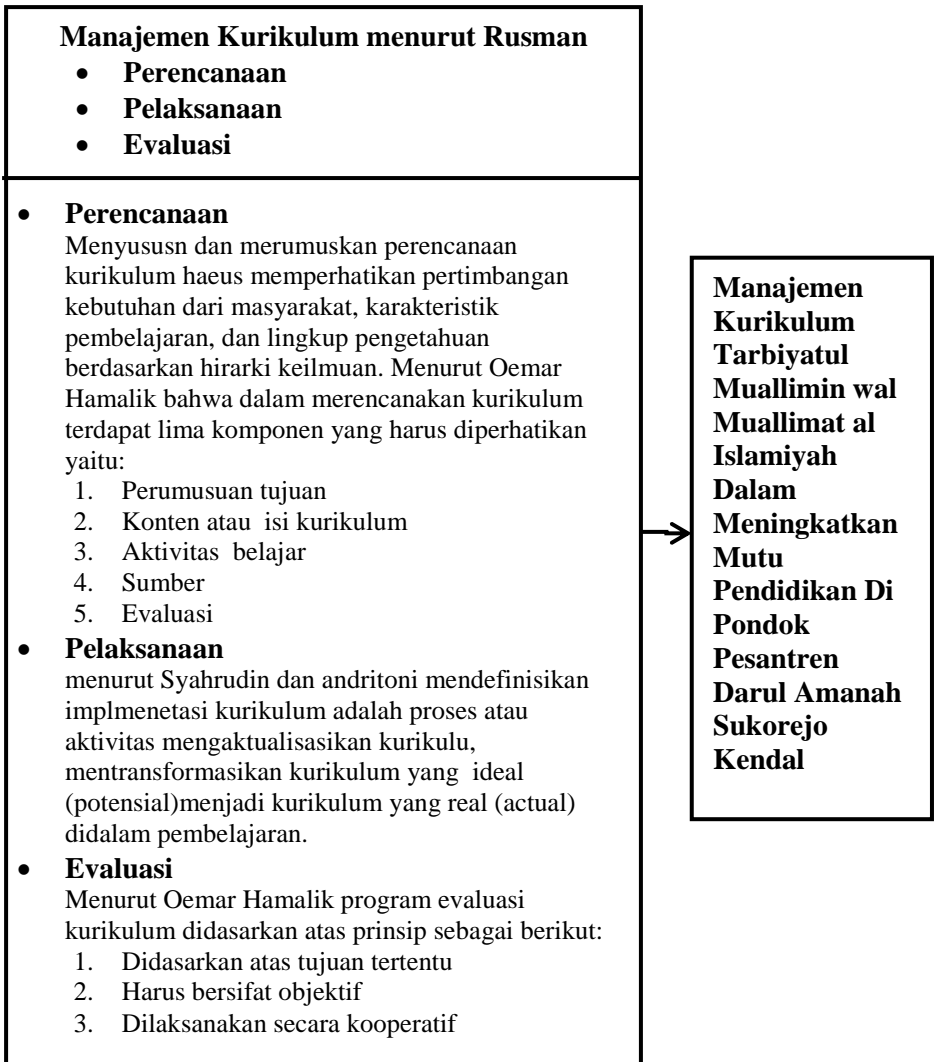 Manajemen Kurikulum menurut Rusman
• Perencanaan
• Pelaksanaan
• Evaluasi
• Perencanaan
Menyususn dan merumuskan perencanaan
kurikulum haeus memperhatikan pertimbangan
kebutuhan dari masyarakat, karakteristik
pembelajaran, dan lingkup pengetahuan
berdasarkan hirarki keilmuan. Menurut Oemar
Hamalik bahwa dalam merencanakan kurikulum
terdapat lima komponen yang harus diperhatikan
yaitu:
1. Perumusuan tujuan
2. Konten atau isi kurikulum
3. Aktivitas belajar
4. Sumber
5. Evaluasi
• Pelaksanaan
menurut Syahrudin dan andritoni mendefinisikan
implmenetasi kurikulum adalah proses atau
aktivitas mengaktualisasikan kurikulu,
mentransformasikan kurikulum yang ideal
(potensial)menjadi kurikulum yang real (actual)
didalam pembelajaran.
• Evaluasi
Menurut Oemar Hamalik program evaluasi
kurikulum didasarkan atas prinsip sebagai berikut:
1. Didasarkan atas tujuan tertentu
2. Harus bersifat objektif
3. Dilaksanakan secara kooperatif
Manajemen
Kurikulum
Tarbiyatul
Muallimin wal
Muallimat al
Islamiyah
Dalam
Meningkatkan
Mutu
Pendidikan Di
Pondok
Pesantren
Darul Amanah
Sukorejo
Kendal